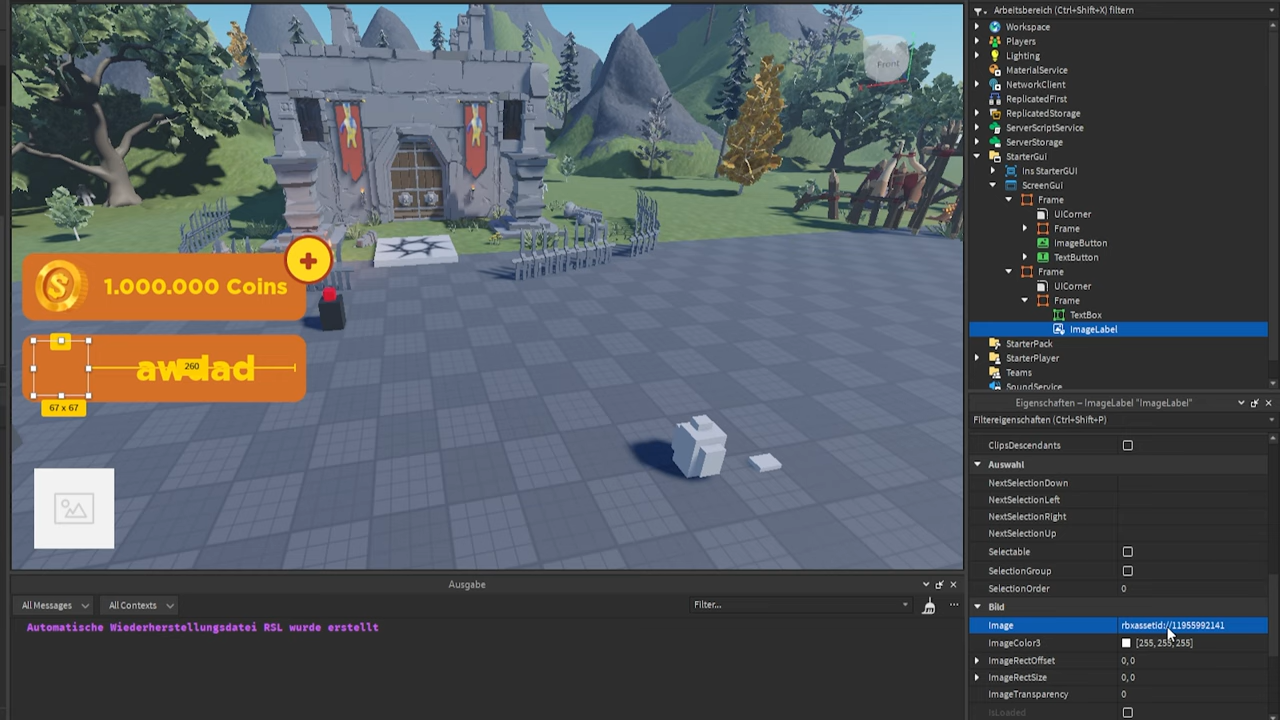 Front
$ 1.000.000 Coins
+
awdad
260
67 x 67
Ausgabe
All Messages
All Contexts
Filter...
Automatische Wiederherstellungsdatei RSL wurde erstellt
Arbeitsbereich (Ctrl+Shift+X) filtern
Workspace
Players
Lighting
MaterialService
NetworkClient
ReplicatedFirst
ReplicatedStorage
ServerScriptService
ServerStorage
StarterGui
Ins StarterGUI
ScreenGui
Frame
UICorner
Frame
ImageButton
TextButton
Frame
UICorner
Frame
TextBox
ImageLabel
StarterPack
StarterPlayer
Teams
SoundService
Eigenschaften – ImageLabel "ImageLabel"
Filtereigenschaften (Ctrl+Shift+P)
ClipsDescendants
Auswahl
NextSelectionDown
NextSelectionLeft
NextSelectionRight
NextSelectionUp
Selectable
SelectionGroup
SelectionOrder 0
Bild
Image rbxassetid://11955992141
ImageColor3 [255, 255, 255]
ImageRectOffset 0, 0
ImageRectSize 0, 0
ImageTransparency 0
IsLoaded